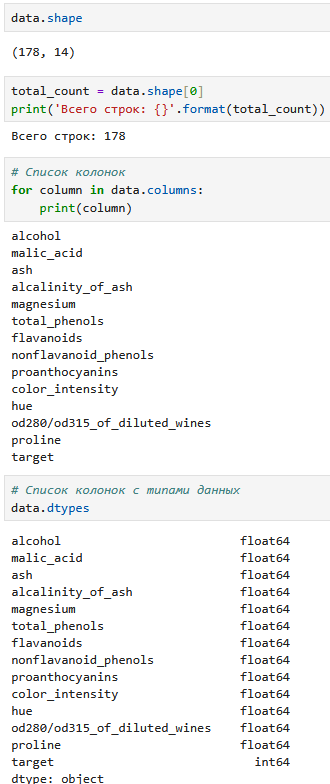 data.shape
(178, 14)
total_count = data.shape[0]
print('Всего строк: {}'.format(total_count))
Всего строк: 178
# Список колонок
for column in data.columns:
    print(column)
alcohol
malic_acid
ash
alcalinity_of_ash
magnesium
total_phenols
flavanoids
nonflavanoid_phenols
proanthocyanins
color_intensity
hue
od280/od315_of_diluted_wines
proline
target
# Список колонок с типами данных
data.dtypes
alcohol                         float64
malic_acid                      float64
ash                             float64
alcalinity_of_ash               float64
magnesium                       float64
total_phenols                   float64
flavanoids                      float64
nonflavanoid_phenols            float64
proanthocyanins                 float64
color_intensity                 float64
hue                             float64
od280/od315_of_diluted_wines    float64
proline                         float64
target                            int64
dtype: object